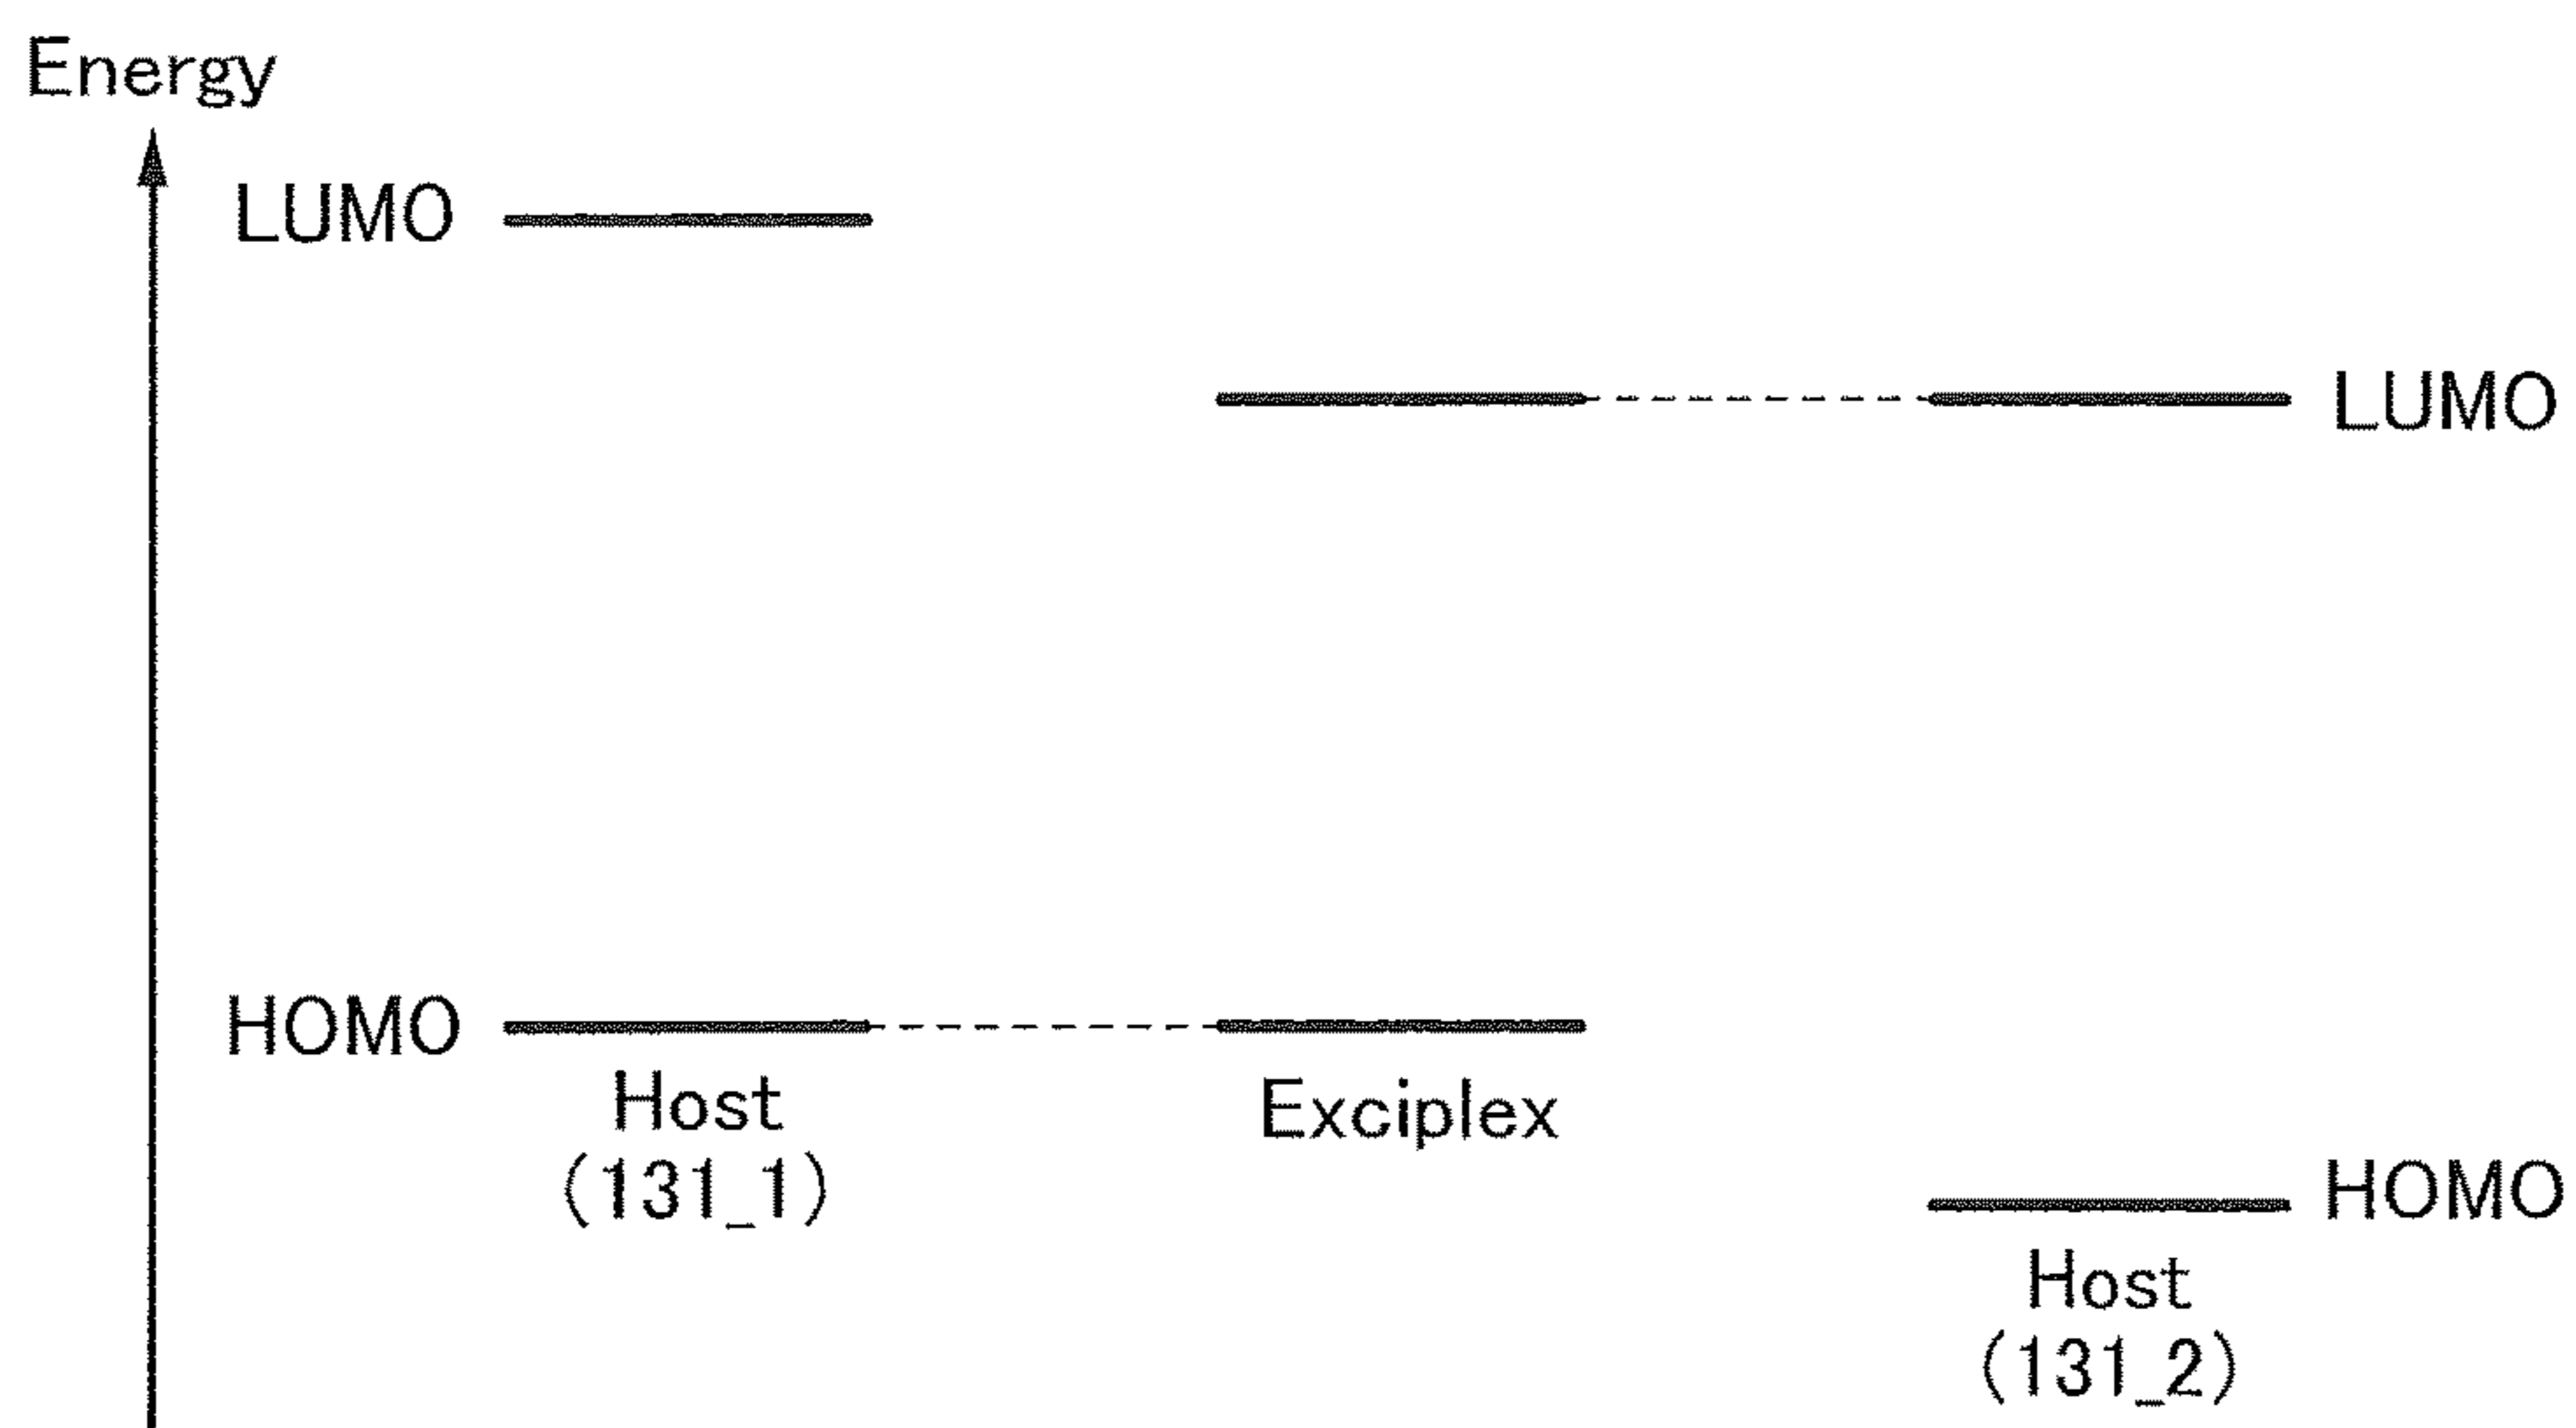 Energy
LUMO
LUMO
HOMO
Host
(131_1)
Exciplex
HOMO
Host
(131_2)